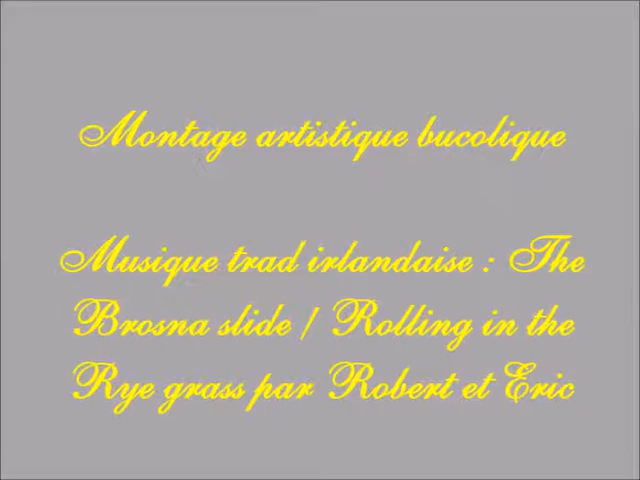 Montage artistique bucolique
Musique trad irlandaise : The
Brosna slide / Rolling in the
Rye grass par Robert et Eric